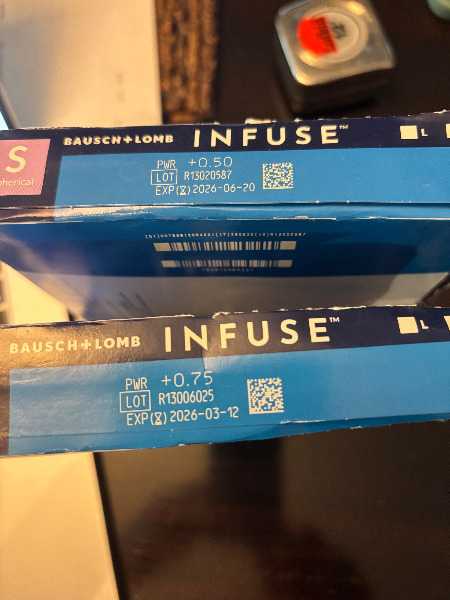 S
pherical
BAUSCH+LOMB INFUSE™ L
PWR +0.50
LOT R13020587
EXP 2026-06-20
BAUSCH+LOMB INFUSE™ L
PWR +0.75
LOT R13006025
EXP 2026-03-12